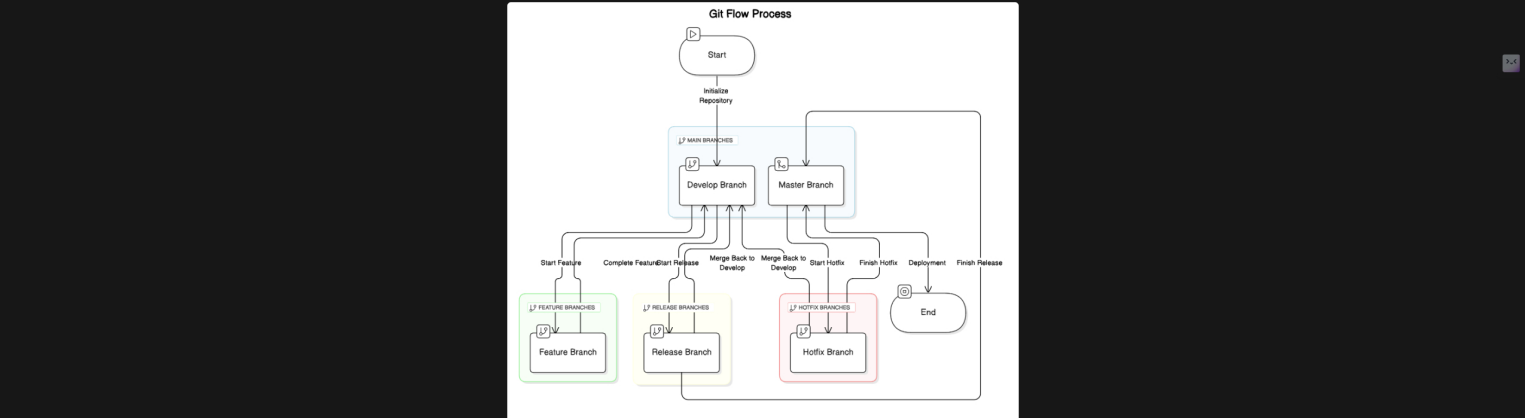 Git Flow Process
Start
Initialize
Repository
MAIN BRANCHES
Develop Branch
Master Branch
Start Feature
Complete Feature
Start Release
Merge Back to
Develop
Merge Back to
Develop
Start Hotfix
Finish Hotfix
Deployment
Finish Release
FEATURE BRANCHES
RELEASE BRANCHES
HOTFIX BRANCHES
End
Feature Branch
Release Branch
Hotfix Branch